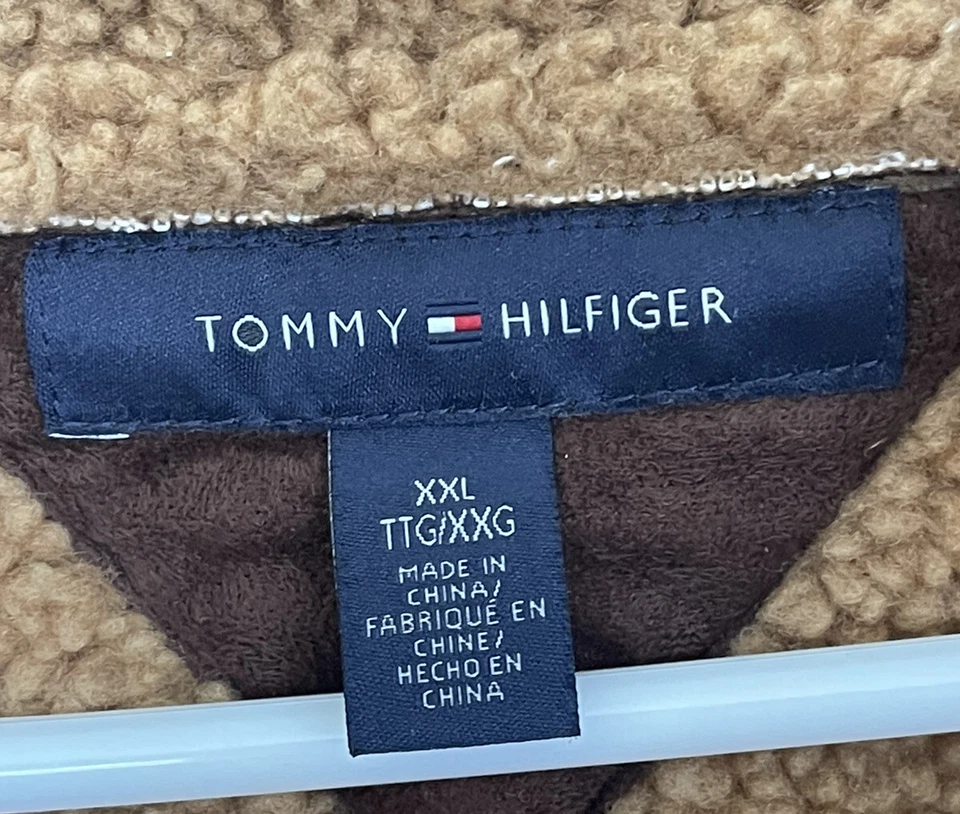 TOMMY HILFIGER
XXL
TTG/XXG
MADE IN
CHINA/
FABRIQUÉ EN
CHINE/
HECHO EN
CHINA